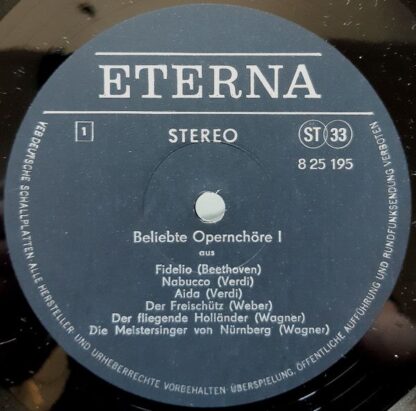 ETERNA
1
STEREO
ST 33
8 25 195
Beliebte Opernchöre I
aus
Fidelio (Beethoven)
Nabucco (Verdi)
Aida (Verdi)
Der Freischütz (Weber)
Der fliegende Holländer (Wagner)
Die Meistersinger von Nürnberg (Wagner)
VEB DEUTSCHE SCHALLPLATTEN · ALLE HERSTELLER- UND URHEBERRECHTE VORBEHALTEN · ÜBERSPIELUNG, ÖFFENTLICHE AUFFÜHRUNG UND RUNDFUNKSENDUNG VERBOTEN